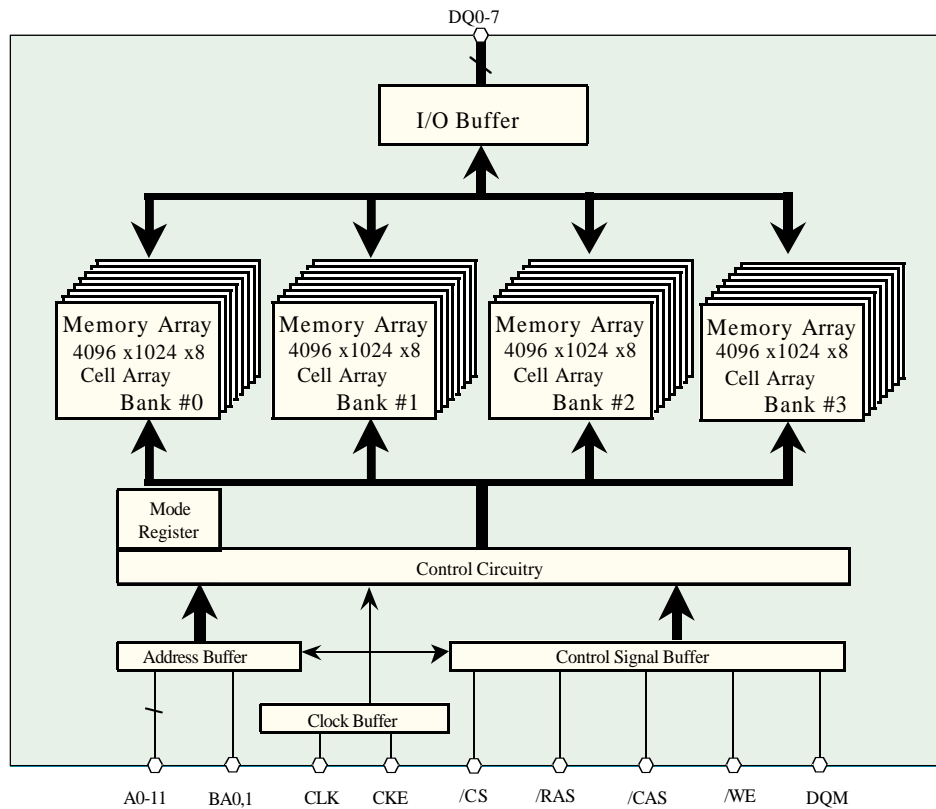 DQ0-7
I/O Buffer
Memory Array
4096 x1024 x8
Cell Array
Bank #0
Memory Array
4096 x1024 x8
Cell Array
Bank #1
Memory Array
4096 x1024 x8
Cell Array
Bank #2
Memory Array
4096 x1024 x8
Cell Array
Bank #3
Mode
Register
Control Circuitry
Address Buffer
Control Signal Buffer
Clock Buffer
A0-11
BA0,1
CLK
CKE
/CS
/RAS
/CAS
/WE
DQM